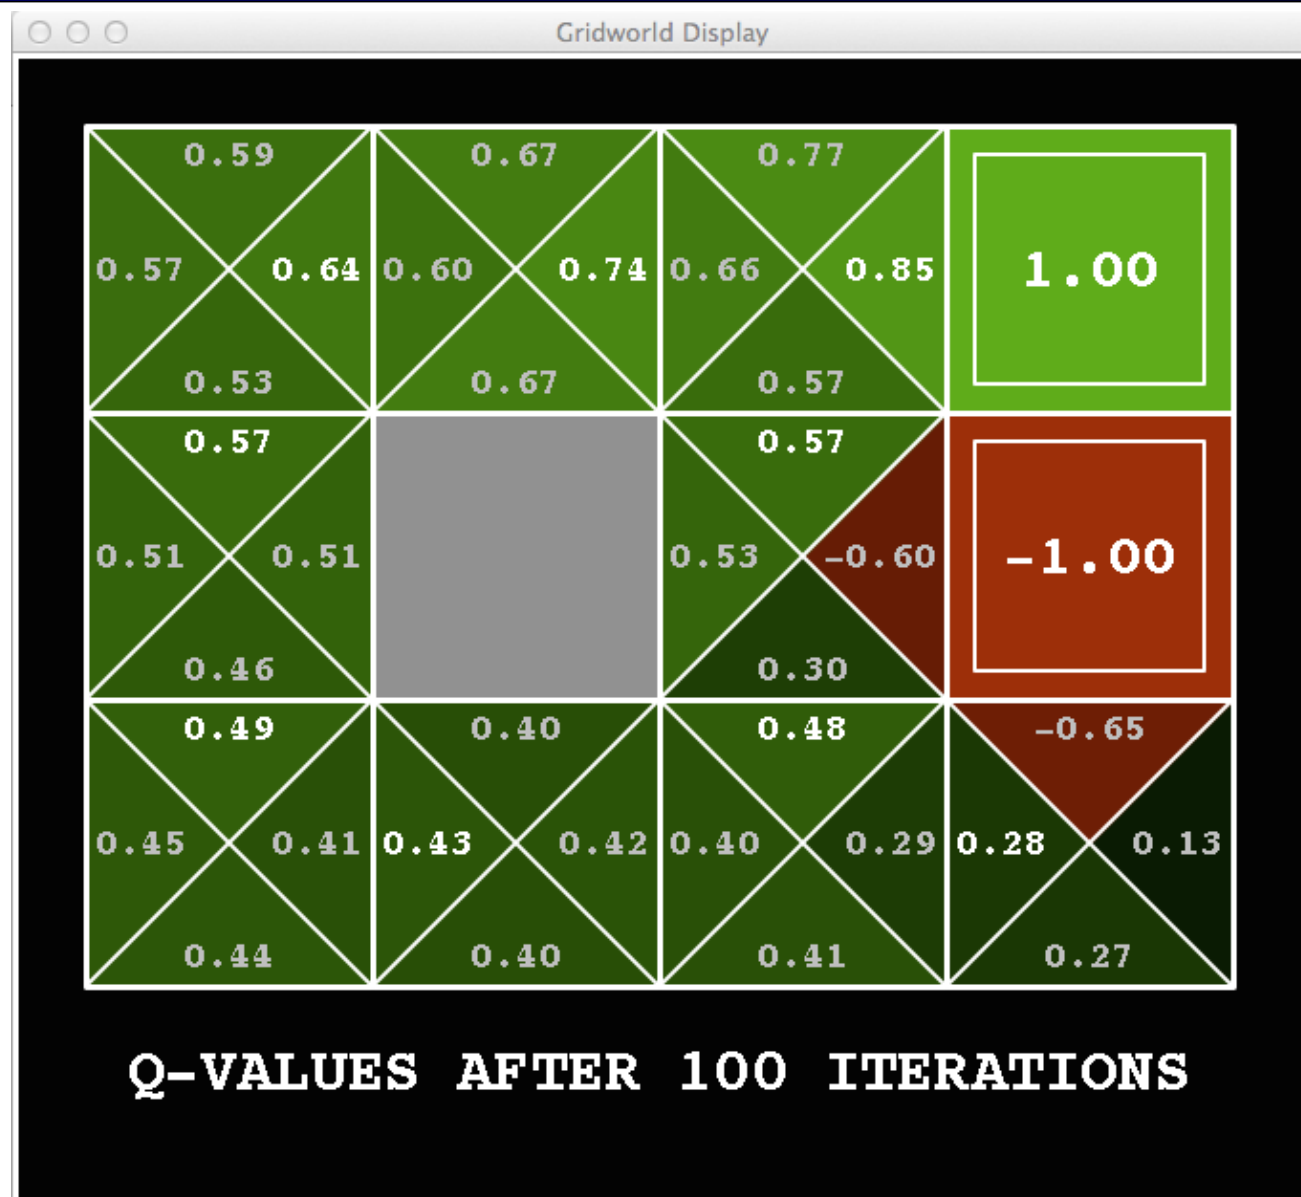 Gridworld Display
0.59 0.67 0.77
0.57 0.64 0.60 0.74 0.66 0.85 1.00
0.53 0.67 0.57
0.57 0.57
0.51 0.51 0.53 -0.60 -1.00
0.46 0.30
0.49 0.40 0.48 -0.65
0.45 0.41 0.43 0.42 0.40 0.29 0.28 0.13
0.44 0.40 0.41 0.27
Q-VALUES AFTER 100 ITERATIONS